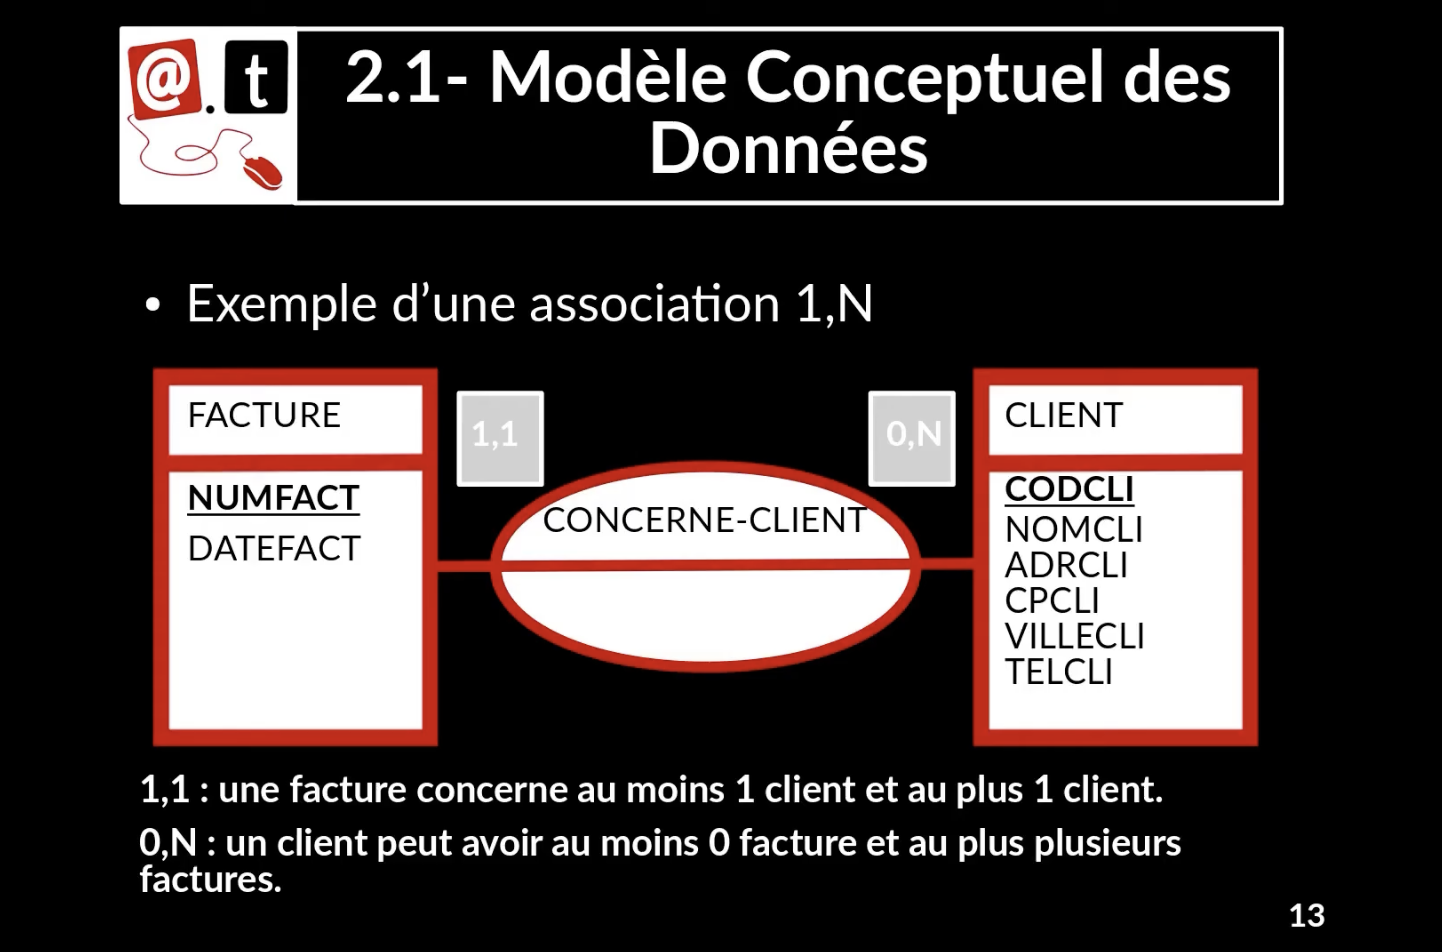 @.t
2.1- Modèle Conceptuel des
Données
• Exemple d’une association 1,N
FACTURE
NUMFACT
DATEFACT
1,1
CONCERNE-CLIENT
0,N
CLIENT
CODCLI
NOMCLI
ADRCLI
CPCLI
VILLECLI
TELCLI
1,1 : une facture concerne au moins 1 client et au plus 1 client.
0,N : un client peut avoir au moins 0 facture et au plus plusieurs
factures.
13